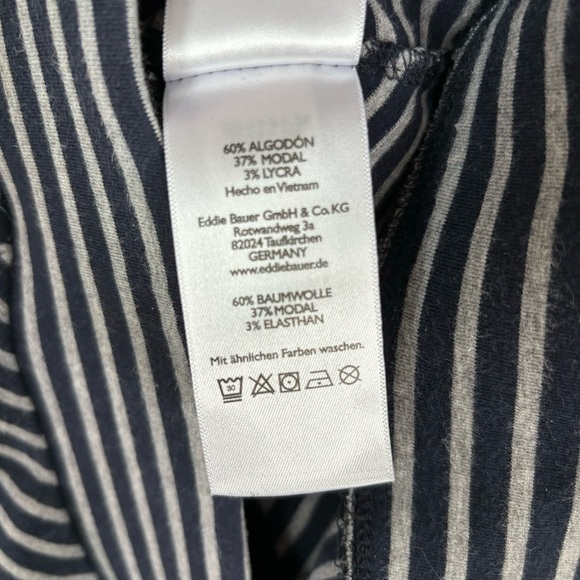 60% ALGODÓN
37% MODAL
3% LYCRA
Hecho en Vietnam
Eddie Bauer GmbH & Co. KG
Rotwandweg 3a
82024 Taufkirchen
GERMANY
www.eddiebauer.de
60% BAUMWOLLE
37% MODAL
3% ELASTHAN
Mit ähnlichen Farben waschen.
30